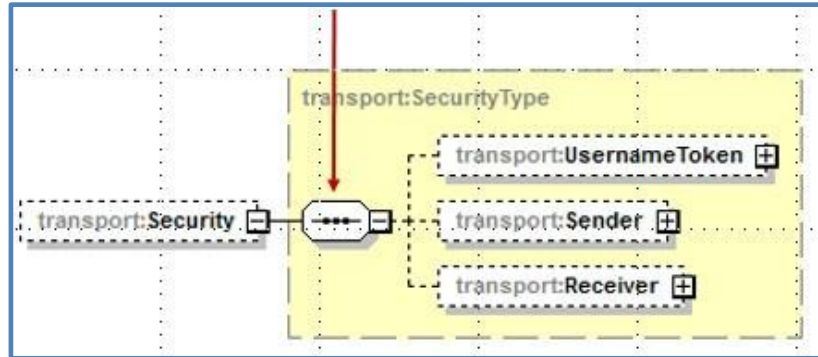 transport:SecurityType
transport:UsernameToken
transport:Security
transport:Sender
transport:Receiver